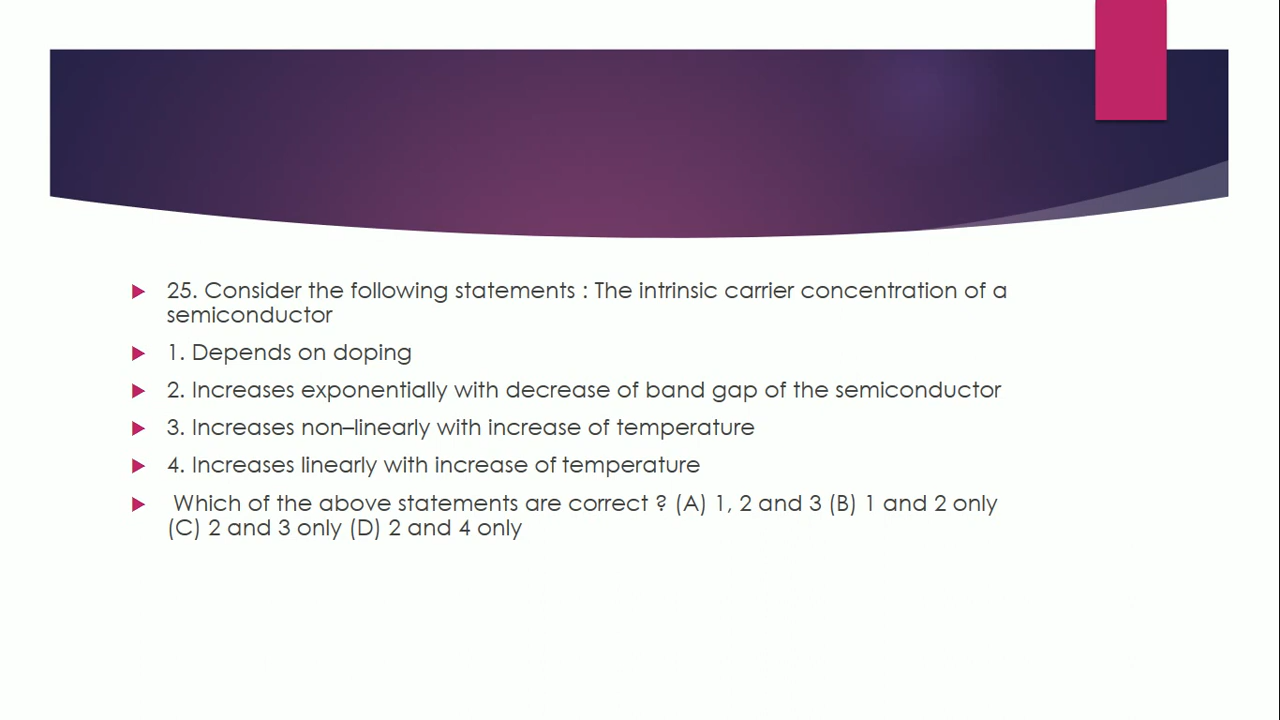 25. Consider the following statements : The intrinsic carrier concentration of a
semiconductor
1. Depends on doping
2. Increases exponentially with decrease of band gap of the semiconductor
3. Increases non–linearly with increase of temperature
4. Increases linearly with increase of temperature
Which of the above statements are correct ? (A) 1, 2 and 3 (B) 1 and 2 only
(C) 2 and 3 only (D) 2 and 4 only